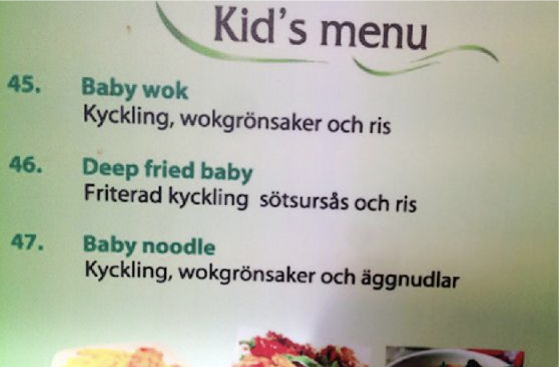 Kid's menu
45. Baby wok
Kyckling, wokgrönsaker och ris
46. Deep fried baby
Friterad kyckling sötsursås och ris
47. Baby noodle
Kyckling, wokgrönsaker och äggnudlar